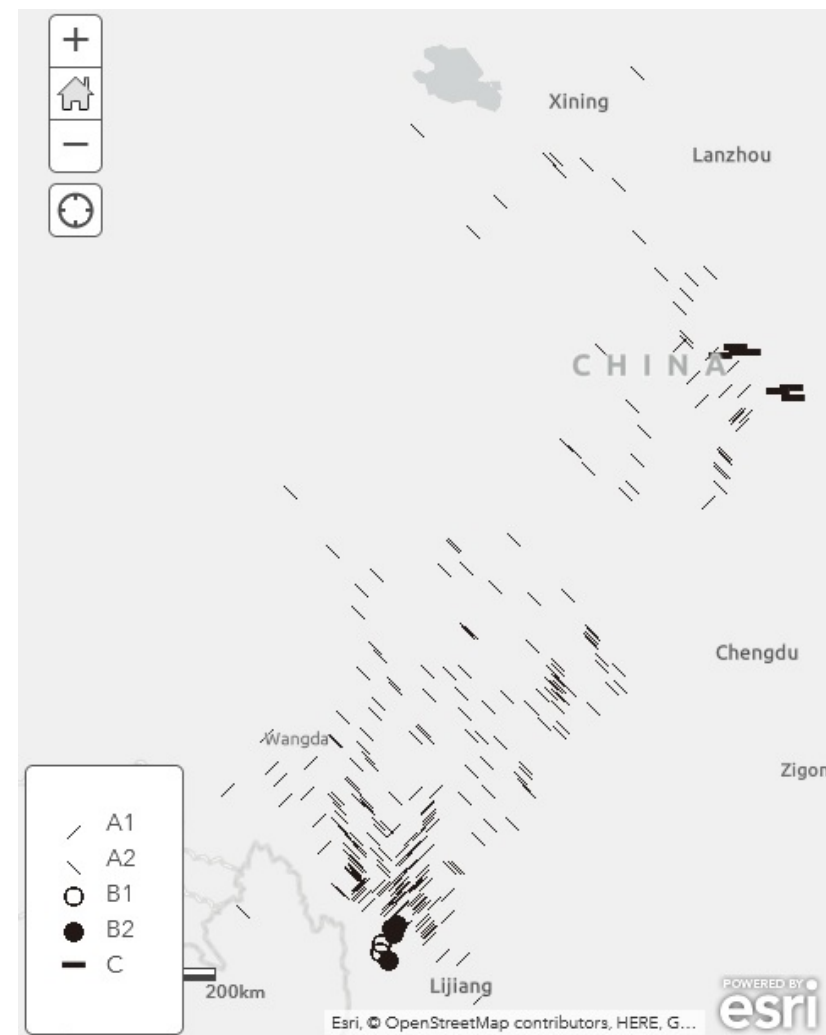 +
Xining
Lanzhou
−
CHINA
Chengdu
Wangda
Zigon
A1
A2
B1
B2
C
200km
Lijiang
POWERED BY
esri
Esri, © OpenStreetMap contributors, HERE, G...